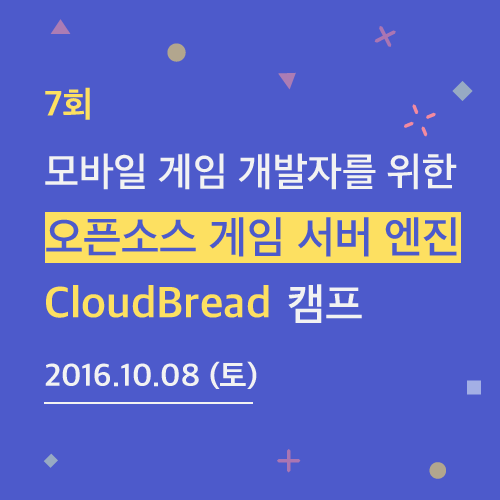 7회
모바일 게임 개발자를 위한
오픈소스 게임 서버 엔진
CloudBread 캠프
2016.10.08 (토)